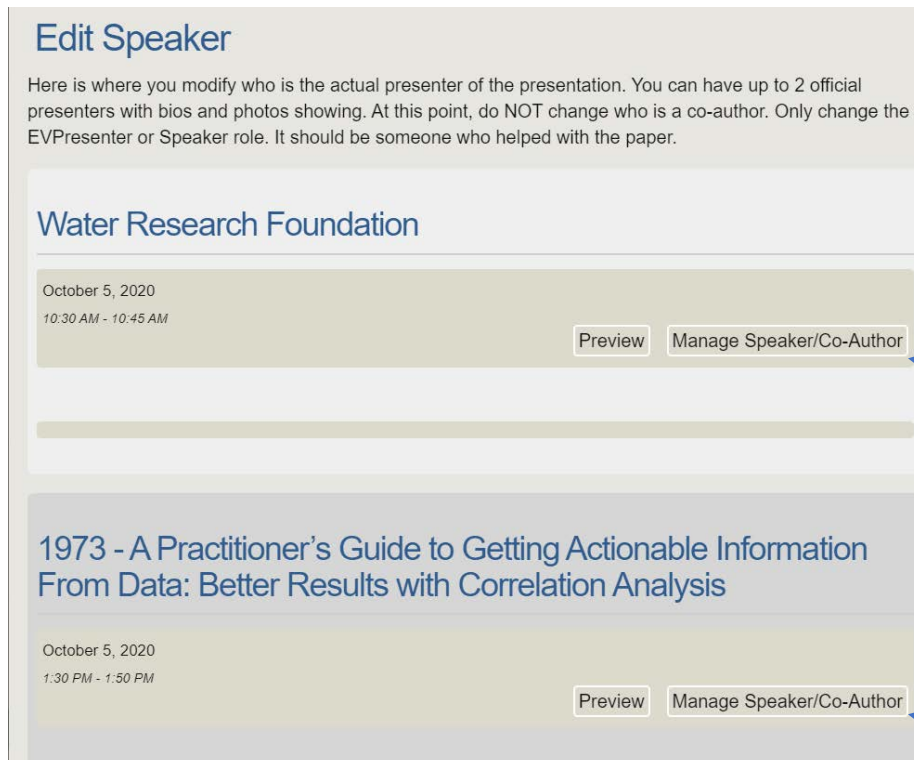 Edit Speaker
Here is where you modify who is the actual presenter of the presentation. You can have up to 2 official
presenters with bios and photos showing. At this point, do NOT change who is a co-author. Only change the
EVPresenter or Speaker role. It should be someone who helped with the paper.
Water Research Foundation
October 5, 2020
10:30 AM - 10:45 AM
Preview Manage Speaker/Co-Author
1973 - A Practitioner’s Guide to Getting Actionable Information
From Data: Better Results with Correlation Analysis
October 5, 2020
1:30 PM - 1:50 PM
Preview Manage Speaker/Co-Author